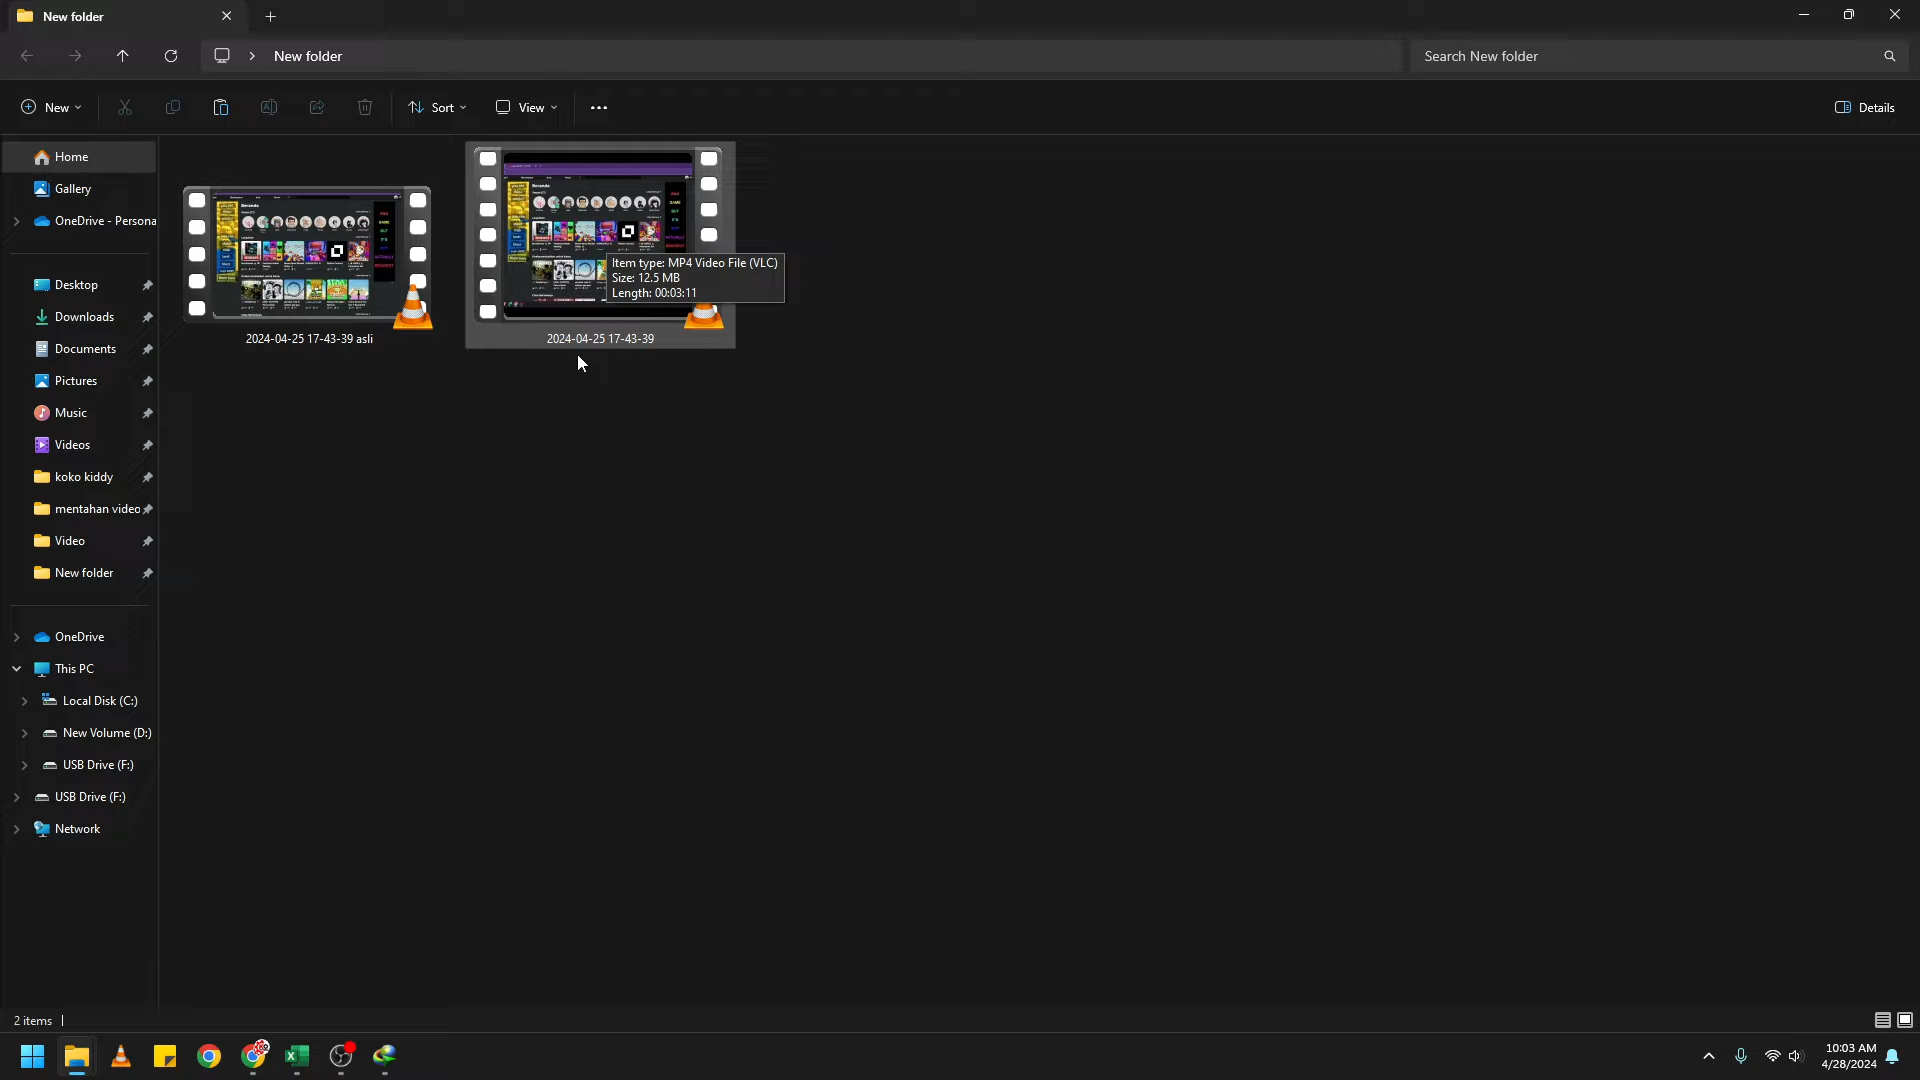 New folder
New folder
Search New folder
New
Sort
View
Details
Home
Gallery
OneDrive - Persona
Desktop
Downloads
Documents
Pictures
Music
Videos
koko kiddy
mentahan video
Video
New folder
OneDrive
This PC
Local Disk (C:)
New Volume (D:)
USB Drive (F:)
USB Drive (F:)
Network
Beranda
Beranda
Item type: MP4 Video File (VLC)
Size: 12.5 MB
Length: 00:03:11
2024-04-25 17-43-39 asli
2024-04-25 17-43-39
2 items
10:03 AM
4/28/2024